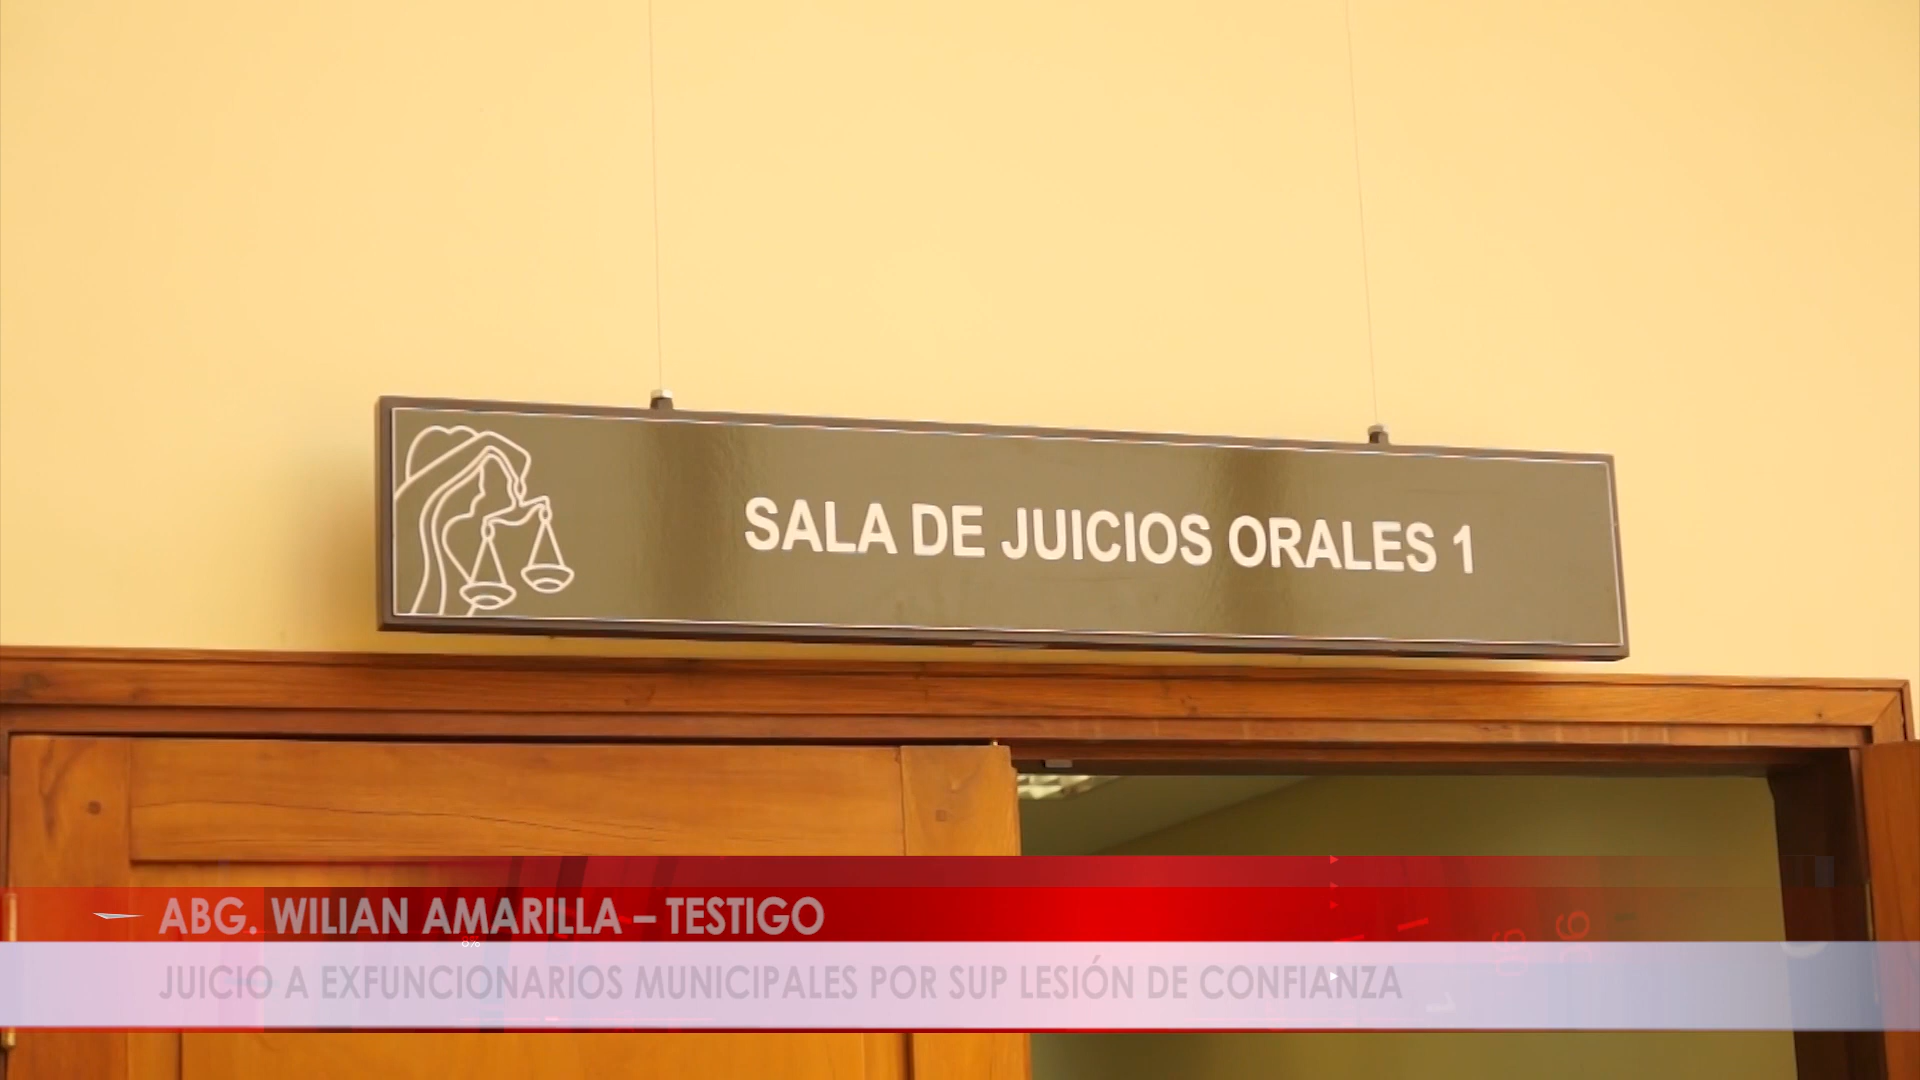 SALA DE JUICIOS ORALES 1
ABG. WILIAN AMARILLA – TESTIGO
JUICIO A EXFUNCIONARIOS MUNICIPALES POR SUP LESIÓN DE CONFIANZA